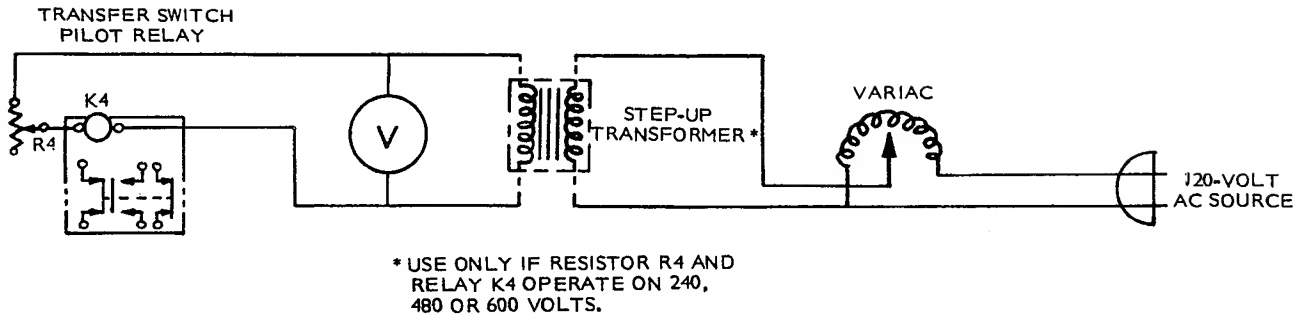 TRANSFER SWITCH
PILOT RELAY
K4
R4
V
STEP-UP
TRANSFORMER*
VARIAC
120-VOLT
AC SOURCE
* USE ONLY IF RESISTOR R4 AND
RELAY K4 OPERATE ON 240,
480 OR 600 VOLTS.